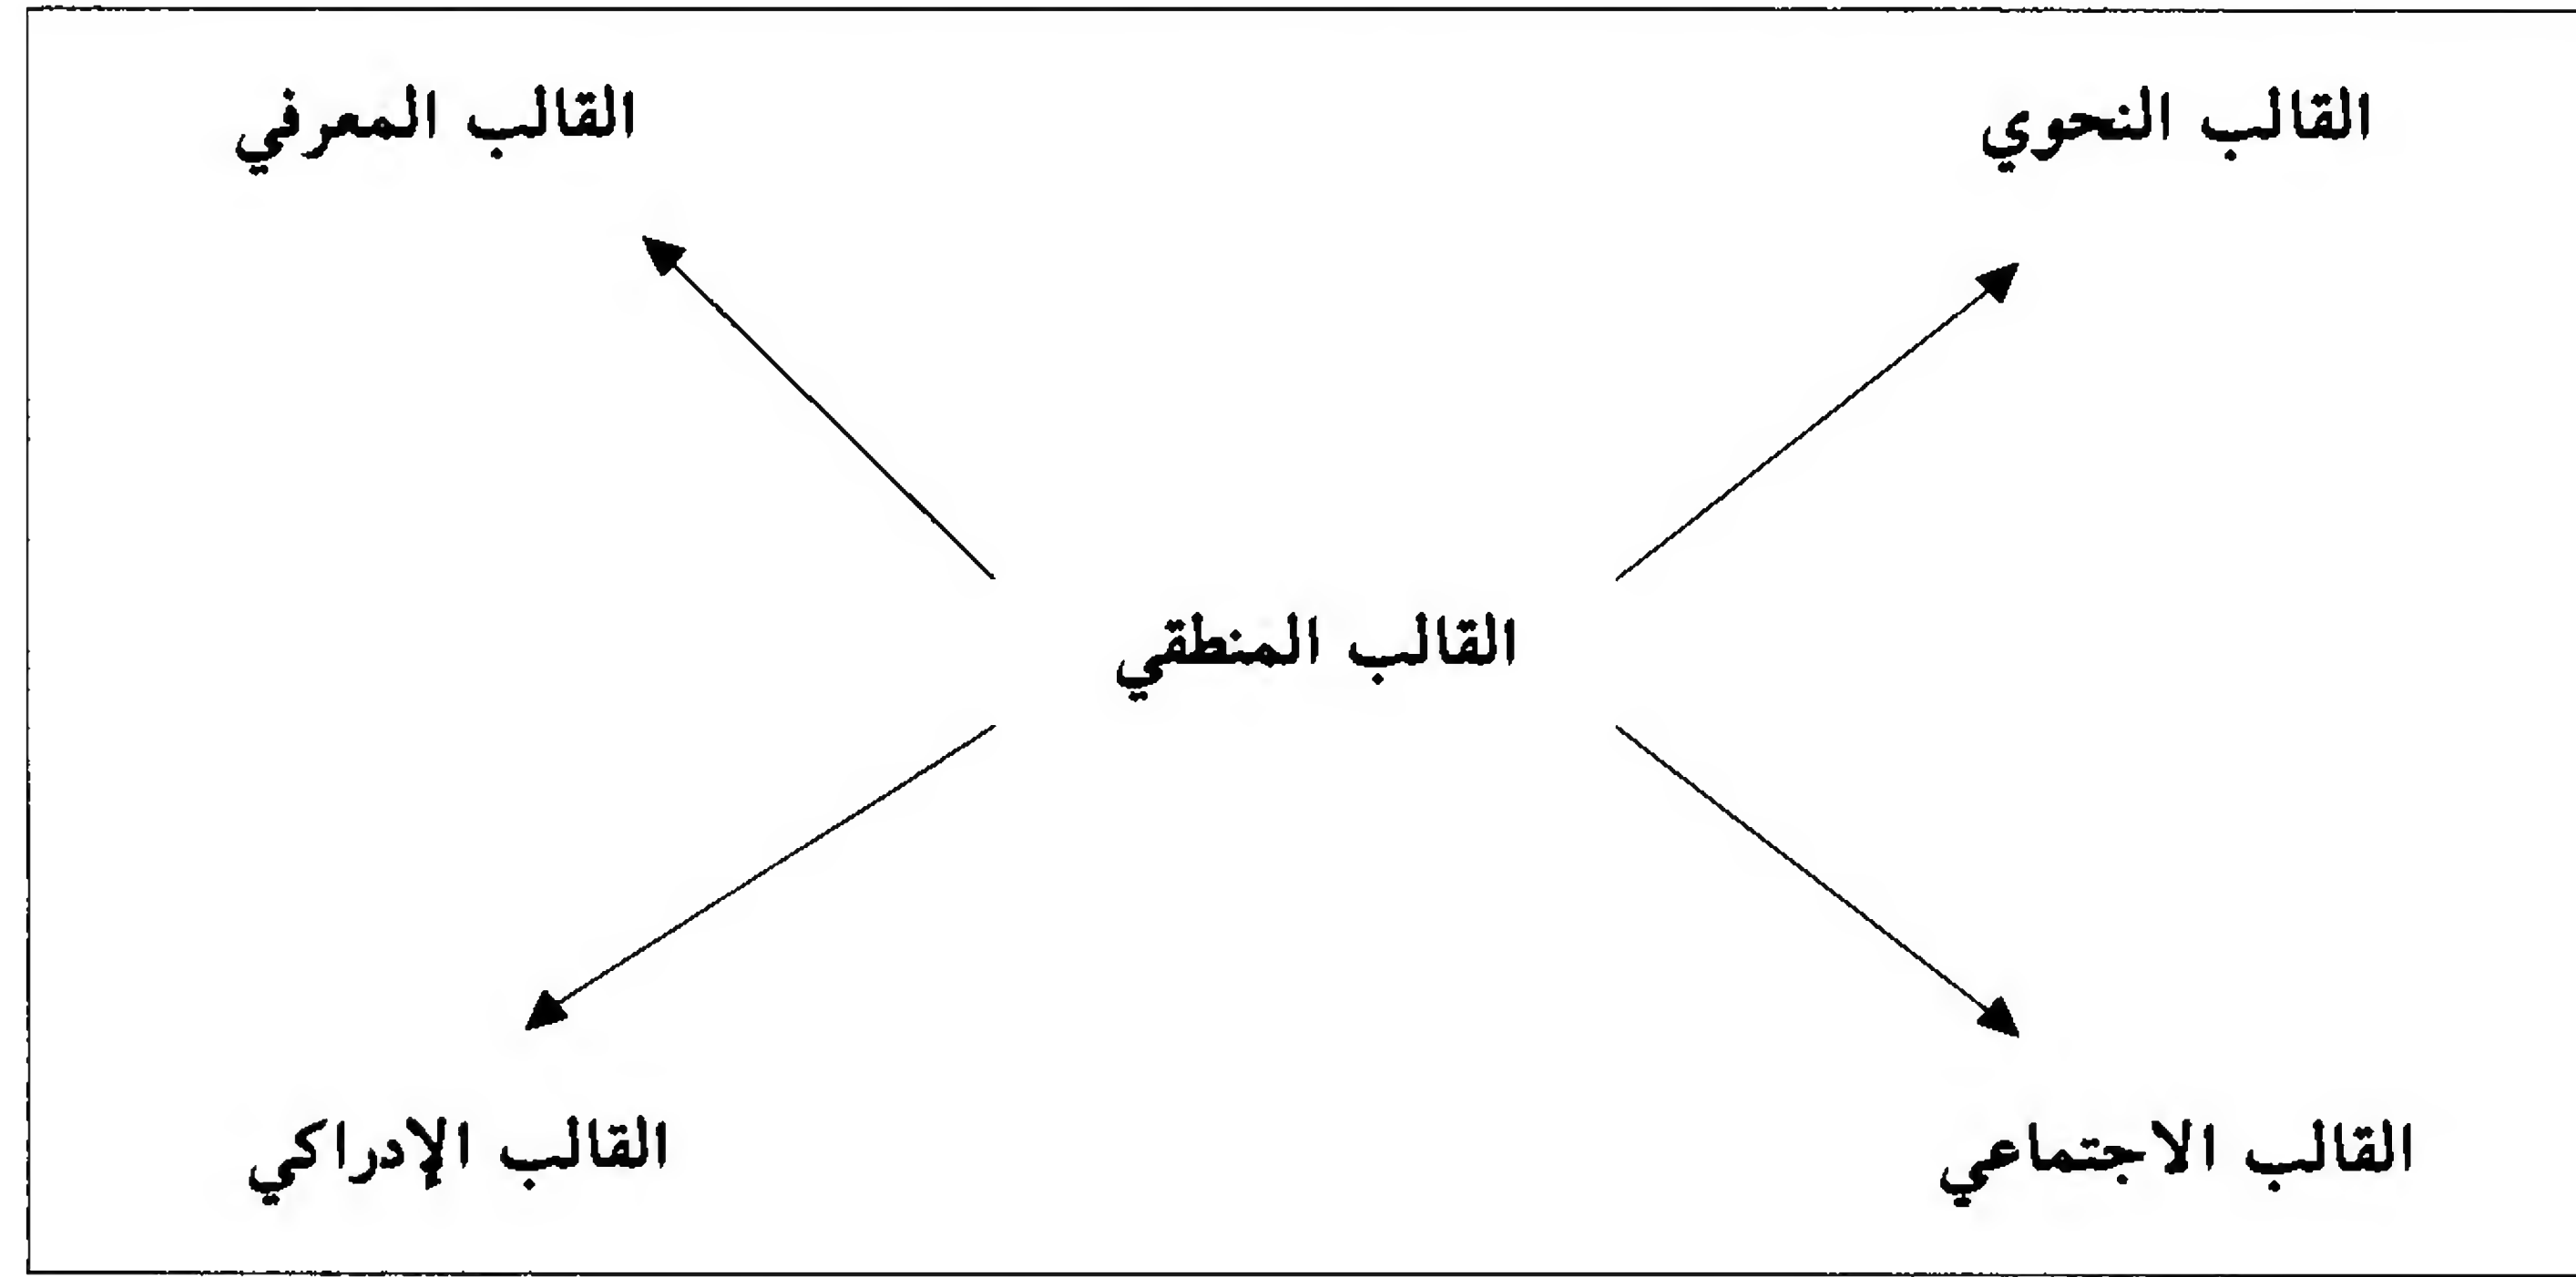 القالب النحوي
القالب المعرفي
القالب المنطقي
القالب الاجتماعي
القالب الإدراكي